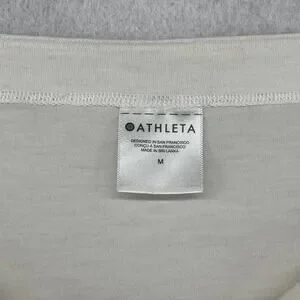 ATHLETA
DESIGNED IN SAN FRANCISCO
CONÇU A SAN FRANCISCO
MADE IN SRI LANKA
M